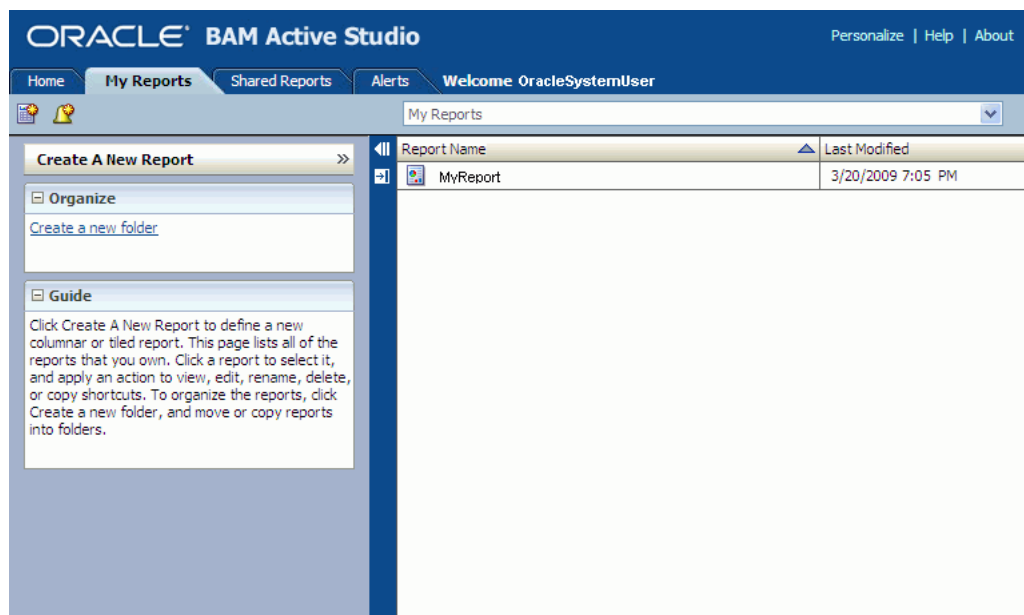 ORACLE BAM Active Studio
Personalize | Help | About
Home My Reports Shared Reports Alerts Welcome OracleSystemUser
My Reports
Create A New Report »
Report Name Last Modified
MyReport 3/20/2009 7:05 PM
Organize
Create a new folder
Guide
Click Create A New Report to define a new
columnar or tiled report. This page lists all of the
reports that you own. Click a report to select it,
and apply an action to view, edit, rename, delete,
or copy shortcuts. To organize the reports, click
Create a new folder, and move or copy reports
into folders.